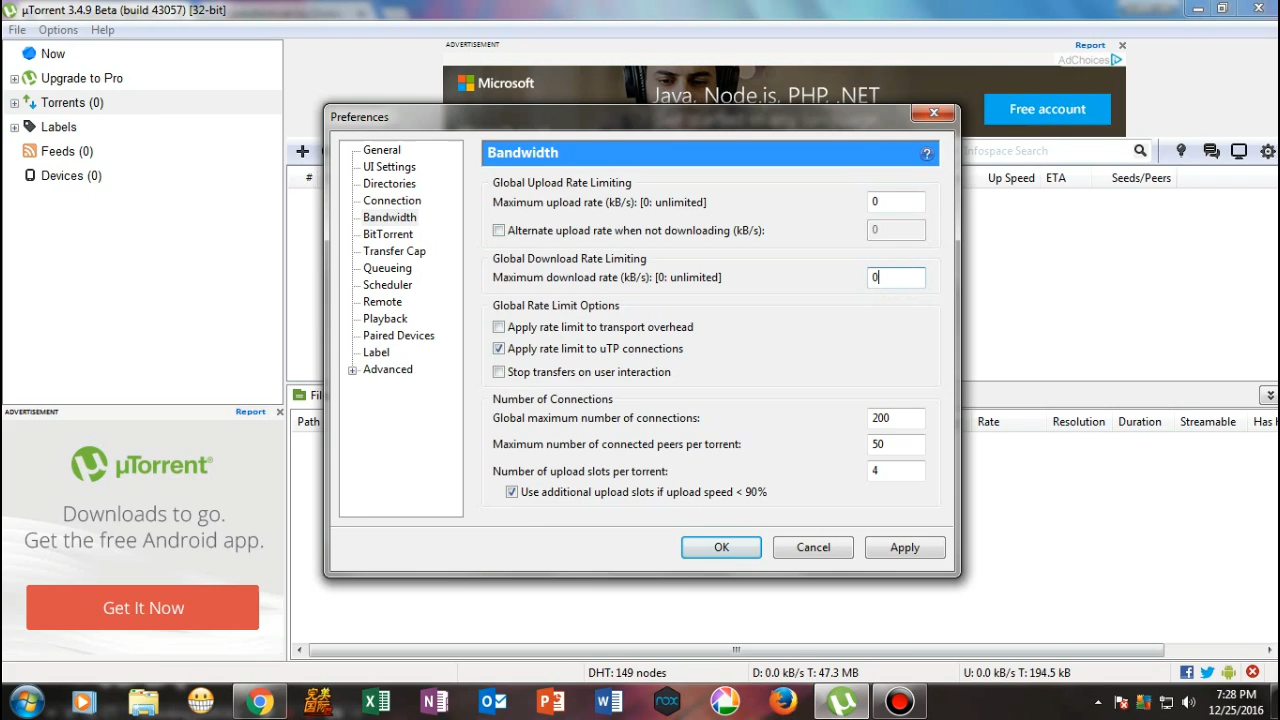 µTorrent 3.4.9 Beta (build 43057) [32-bit]
File Options Help
Now
Upgrade to Pro
Torrents (0)
Labels
Feeds (0)
Devices (0)
ADVERTISEMENT Report
AdChoices
Microsoft
Java, Node.js, PHP, .NET
Free account
Infospace Search
# Up Speed ETA Seeds/Peers
Preferences
General
UI Settings
Directories
Connection
Bandwidth
BitTorrent
Transfer Cap
Queueing
Scheduler
Remote
Playback
Paired Devices
Label
Advanced
Bandwidth
Global Upload Rate Limiting
Maximum upload rate (kB/s): [0: unlimited] 0
Alternate upload rate when not downloading (kB/s): 0
Global Download Rate Limiting
Maximum download rate (kB/s): [0: unlimited] 0
Global Rate Limit Options
Apply rate limit to transport overhead
Apply rate limit to uTP connections
Stop transfers on user interaction
Number of Connections
Global maximum number of connections: 200
Maximum number of connected peers per torrent: 50
Number of upload slots per torrent: 4
Use additional upload slots if upload speed < 90%
OK Cancel Apply
Fil
Path Rate Resolution Duration Streamable Has H
ADVERTISEMENT Report
µTorrent
Downloads to go.
Get the free Android app.
Get It Now
DHT: 149 nodes D: 0.0 kB/s T: 47.3 MB U: 0.0 kB/s T: 194.5 kB
7:28 PM
12/25/2016